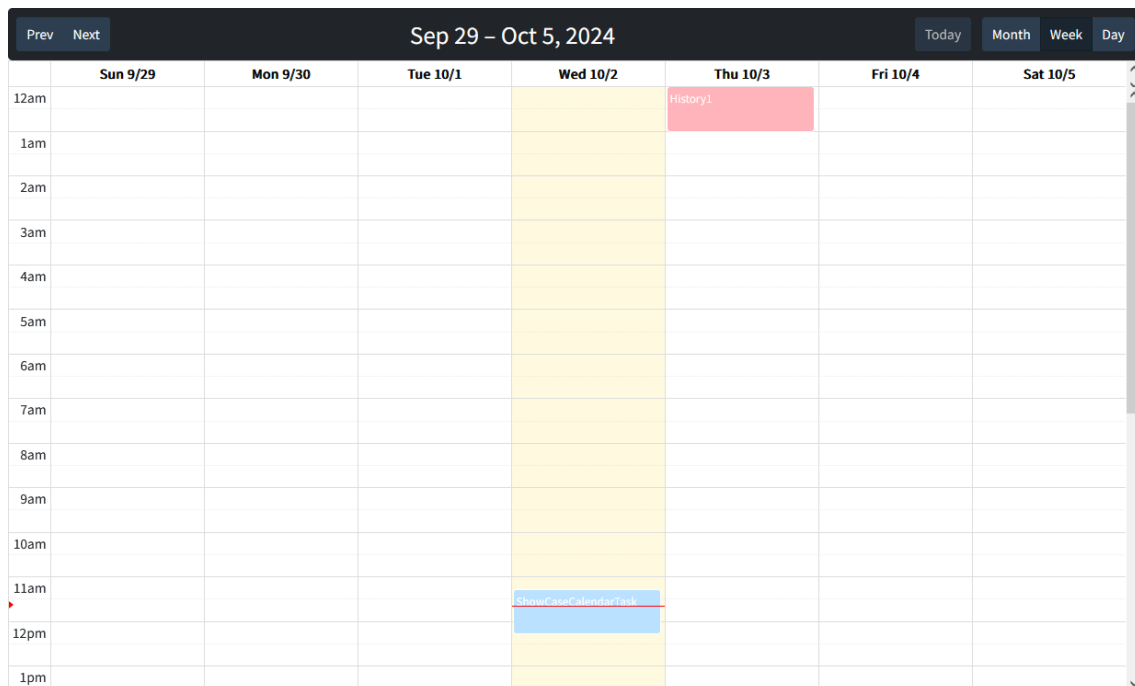 Prev Next Sep 29 – Oct 5, 2024 Today Month Week Day
Sun 9/29 Mon 9/30 Tue 10/1 Wed 10/2 Thu 10/3 Fri 10/4 Sat 10/5
12am History1
1am
2am
3am
4am
5am
6am
7am
8am
9am
10am
11am
ShowCaseCalendarTask
12pm
1pm